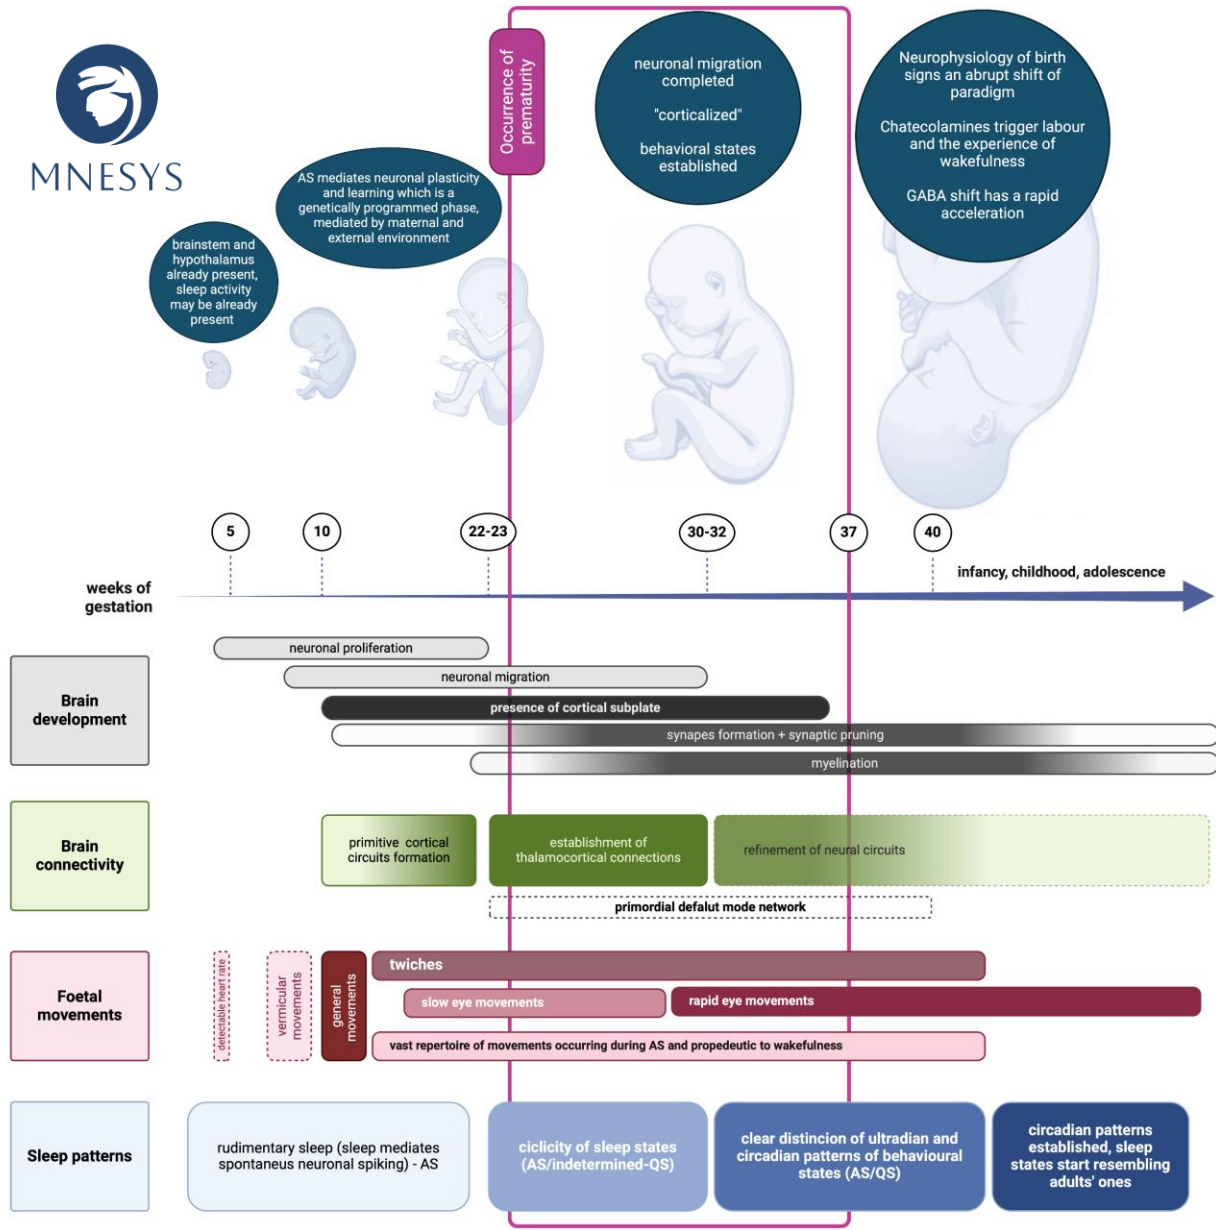 MNESYS
brainstem and
hypothalamus
already present,
sleep activity
may be already
present
AS mediates neuronal plasticity
and learning which is a
genetically programmed phase,
mediated by maternal and
external environment
Occurrence of
prematurity
neuronal migration
completed
"corticalized"
behavioral states
established
Neurophysiology of birth
signs an abrupt shift of
paradigm
Chatecolamines trigger labour
and the experience of
wakefulness
GABA shift has a rapid
acceleration
5
10
22-23
30-32
37
40
weeks of
gestation
infancy, childhood, adolescence
Brain
development
neuronal proliferation
neuronal migration
presence of cortical subplate
synapes formation + synaptic pruning
myelination
Brain
connectivity
primitive cortical
circuits formation
establishment of
thalamocortical connections
refinement of neural circuits
primordial defalut mode network
Foetal
movements
detectable heart rate
vermicular
movements
general
movements
twiches
slow eye movements
rapid eye movements
vast repertoire of movements occurring during AS and propedeutic to wakefulness
Sleep patterns
rudimentary sleep (sleep mediates
spontaneus neuronal spiking) - AS
ciclicity of sleep states
(AS/indetermined-QS)
clear distincion of ultradian and
circadian patterns of behavioural
states (AS/QS)
circadian patterns
established, sleep
states start resembling
adults' ones